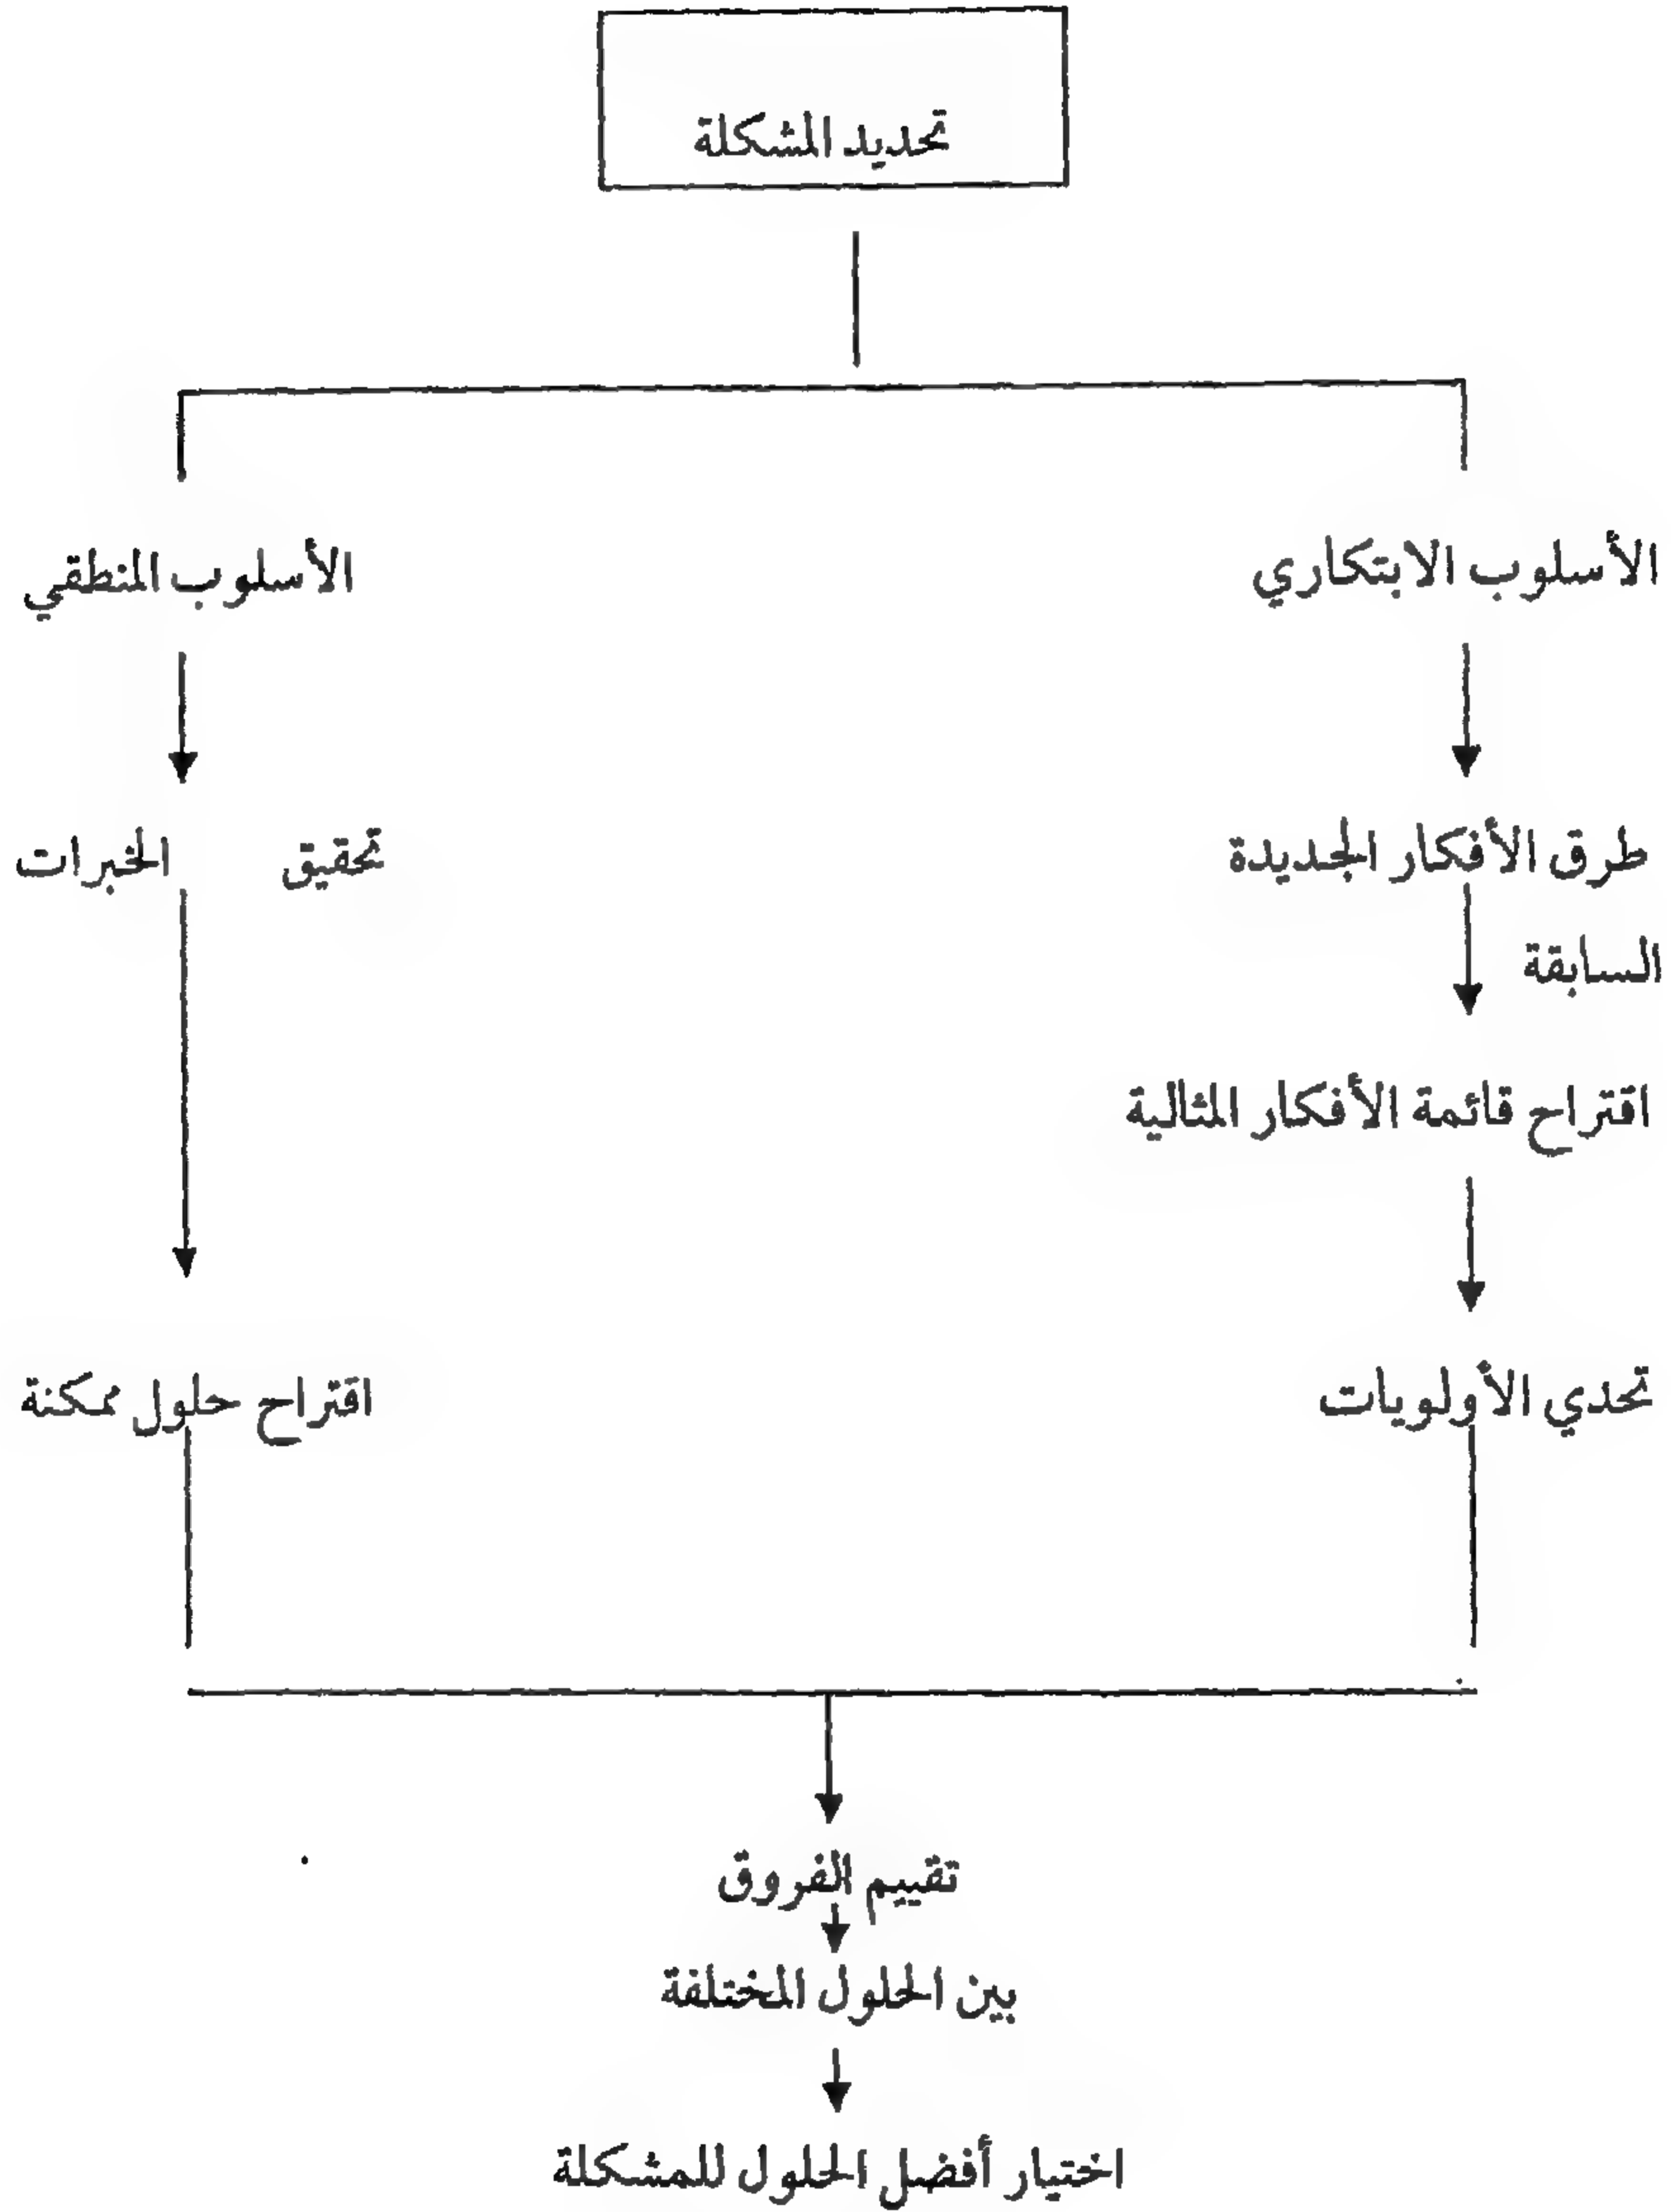 تحديد المشكلة
الأسلوب الابتكاري الأسلوب المنطقي
طرق الأفكار الجديدة تحقيق الخبرات
السابقة
اقتراح قائمة الأفكار المثالية
تحدي الأولويات اقتراح حلول ممكنة
تقييم الفروق
بين الحلول المختلفة
اختيار أفضل الحلول للمشكلة